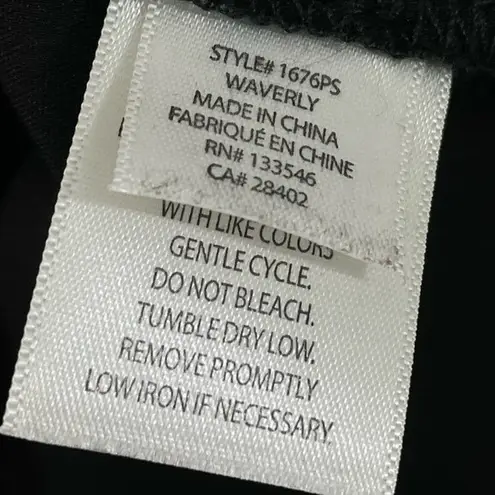 STYLE# 1676PS
WAVERLY
MADE IN CHINA
FABRIQUÉ EN CHINE
RN# 133546
CA# 28402
WITH LIKE COLORS
GENTLE CYCLE.
DO NOT BLEACH.
TUMBLE DRY LOW.
REMOVE PROMPTLY
LOW IRON IF NECESSARY.